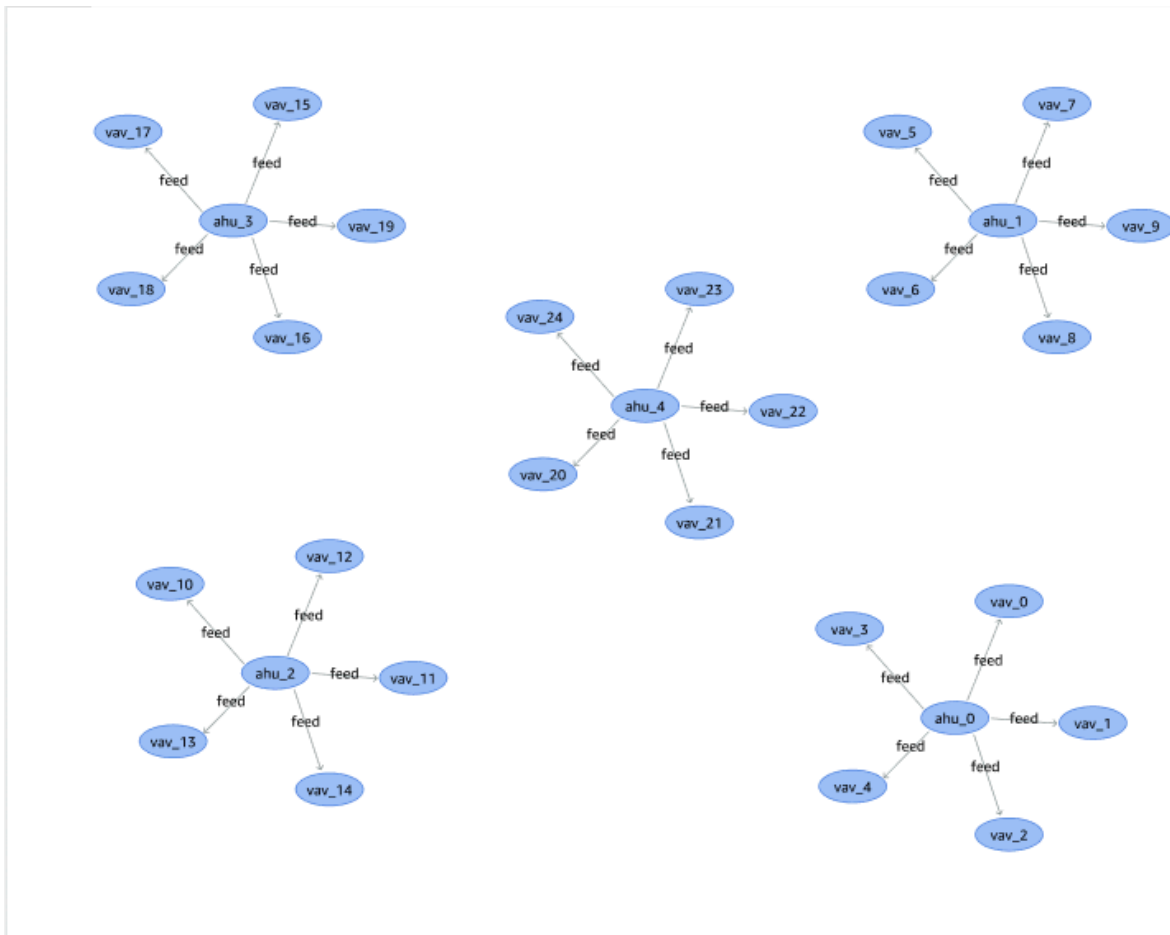 vav_15
vav_17
feed
feed
ahu_3
feed
vav_19
feed
feed
vav_18
vav_16
vav_7
vav_5
feed
feed
ahu_1
feed
vav_9
feed
feed
vav_6
vav_8
vav_23
vav_24
feed
feed
ahu_4
feed
vav_22
feed
feed
vav_20
vav_21
vav_12
vav_10
feed
feed
ahu_2
feed
vav_11
feed
feed
vav_13
vav_14
vav_0
vav_3
feed
feed
ahu_0
feed
vav_1
feed
feed
vav_4
vav_2